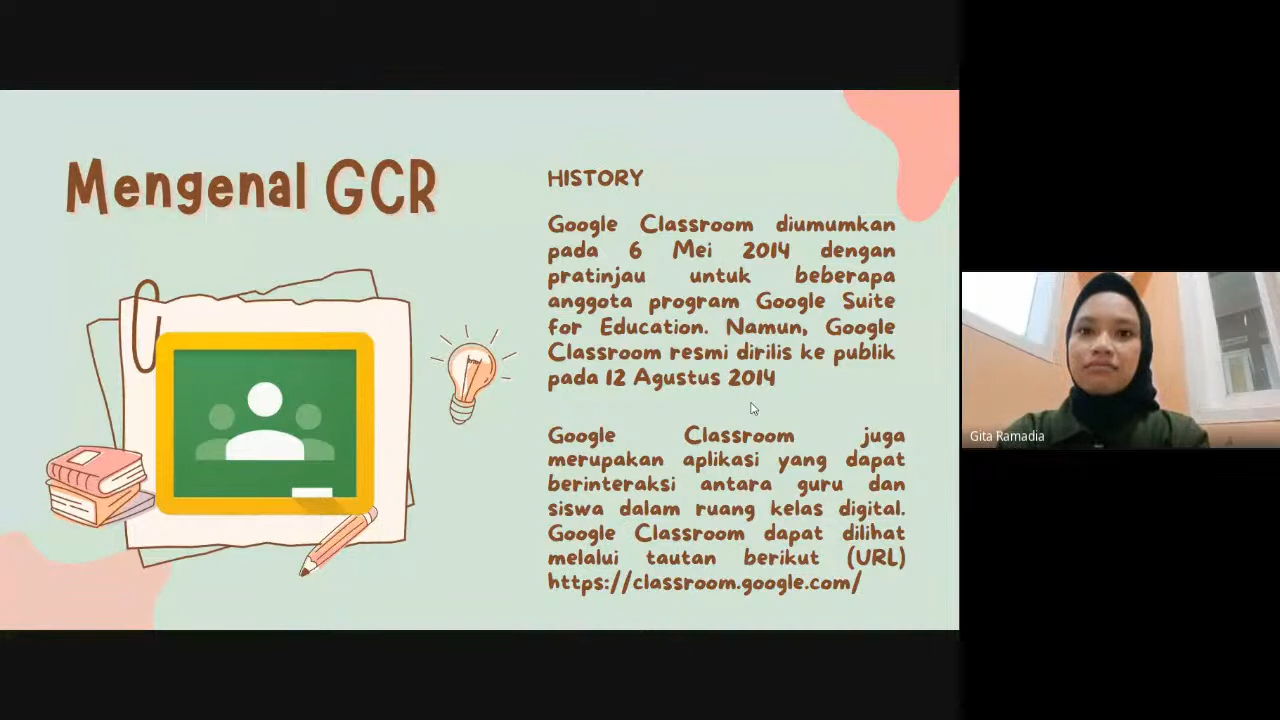 Mengenal GCR
HISTORY
Google Classroom diumumkan
pada 6 Mei 2014 dengan
pratinjau untuk beberapa
anggota program Google Suite
for Education. Namun, Google
Classroom resmi dirilis ke publik
pada 12 Agustus 2014
Google Classroom juga
merupakan aplikasi yang dapat
berinteraksi antara guru dan
siswa dalam ruang kelas digital.
Google Classroom dapat dilihat
melalui tautan berikut (URL)
https://classroom.google.com/
Gita Ramadia